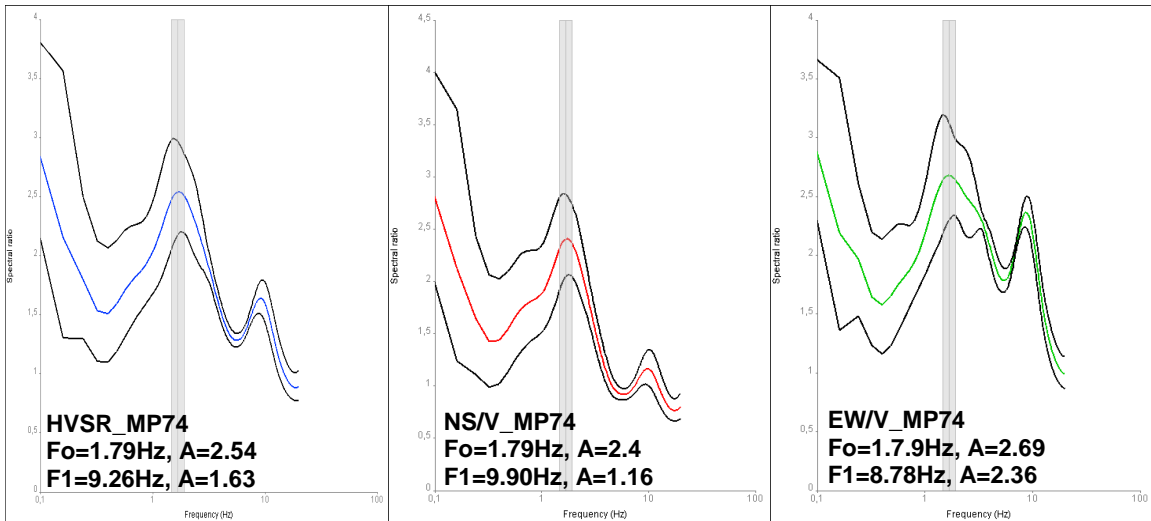 4
3,5
3
2,5
2
1,5
1
0,5
0
0,1
1
10
100
Spectral ratio
Frequency (Hz)
HVSR_MP74
Fo=1.79Hz, A=2.54
F1=9.26Hz, A=1.63
4,5
4
3,5
3
2,5
2
1,5
1
0,5
0
0,1
1
10
100
Spectral ratio
Frequency (Hz)
NS/V_MP74
Fo=1.79Hz, A=2.4
F1=9.90Hz, A=1.16
4
3,5
3
2,5
2
1,5
1
0,5
0
0,1
1
10
100
Spectral ratio
Frequency (Hz)
EW/V_MP74
Fo=1.7.9Hz, A=2.69
F1=8.78Hz, A=2.36